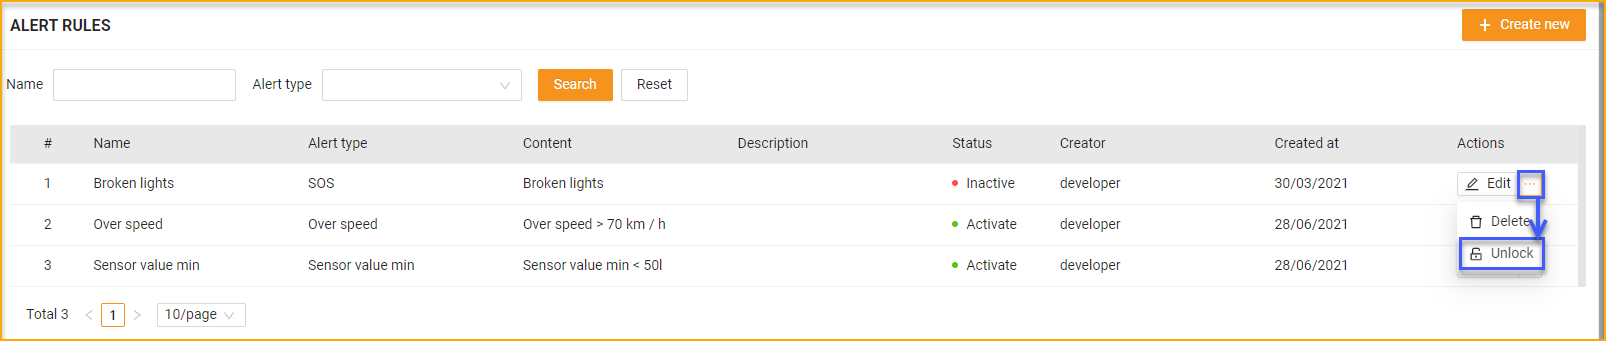 ALERT RULES
+ Create new
Name Alert type Search Reset
# Name Alert type Content Description Status Creator Created at Actions
1 Broken lights SOS Broken lights Inactive developer 30/03/2021 Edit ...
2 Over speed Over speed Over speed > 70 km / h Activate developer 28/06/2021
Delete
3 Sensor value min Sensor value min Sensor value min < 50l Activate developer 28/06/2021
Unlock
Total 3 < 1 > 10/page